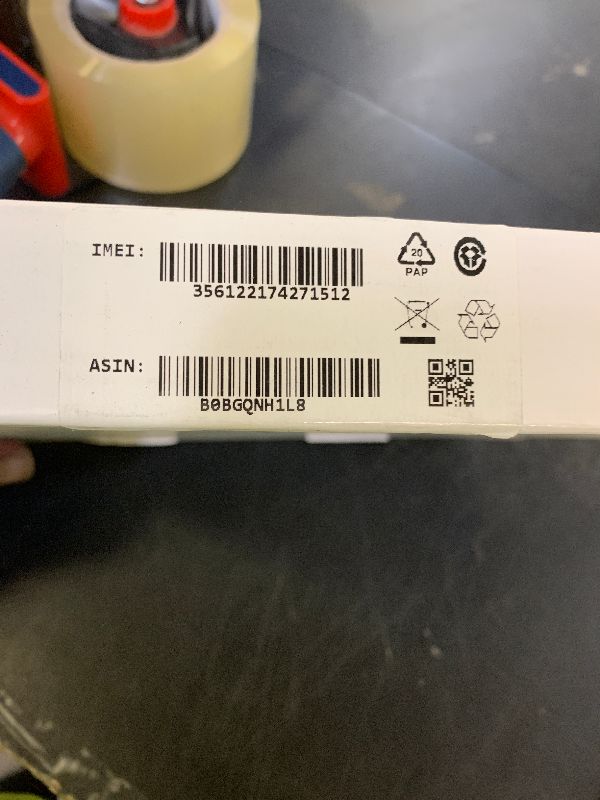 IMEI:
356122174271512
20
PAP
ASIN:
B0BGQNH1L8